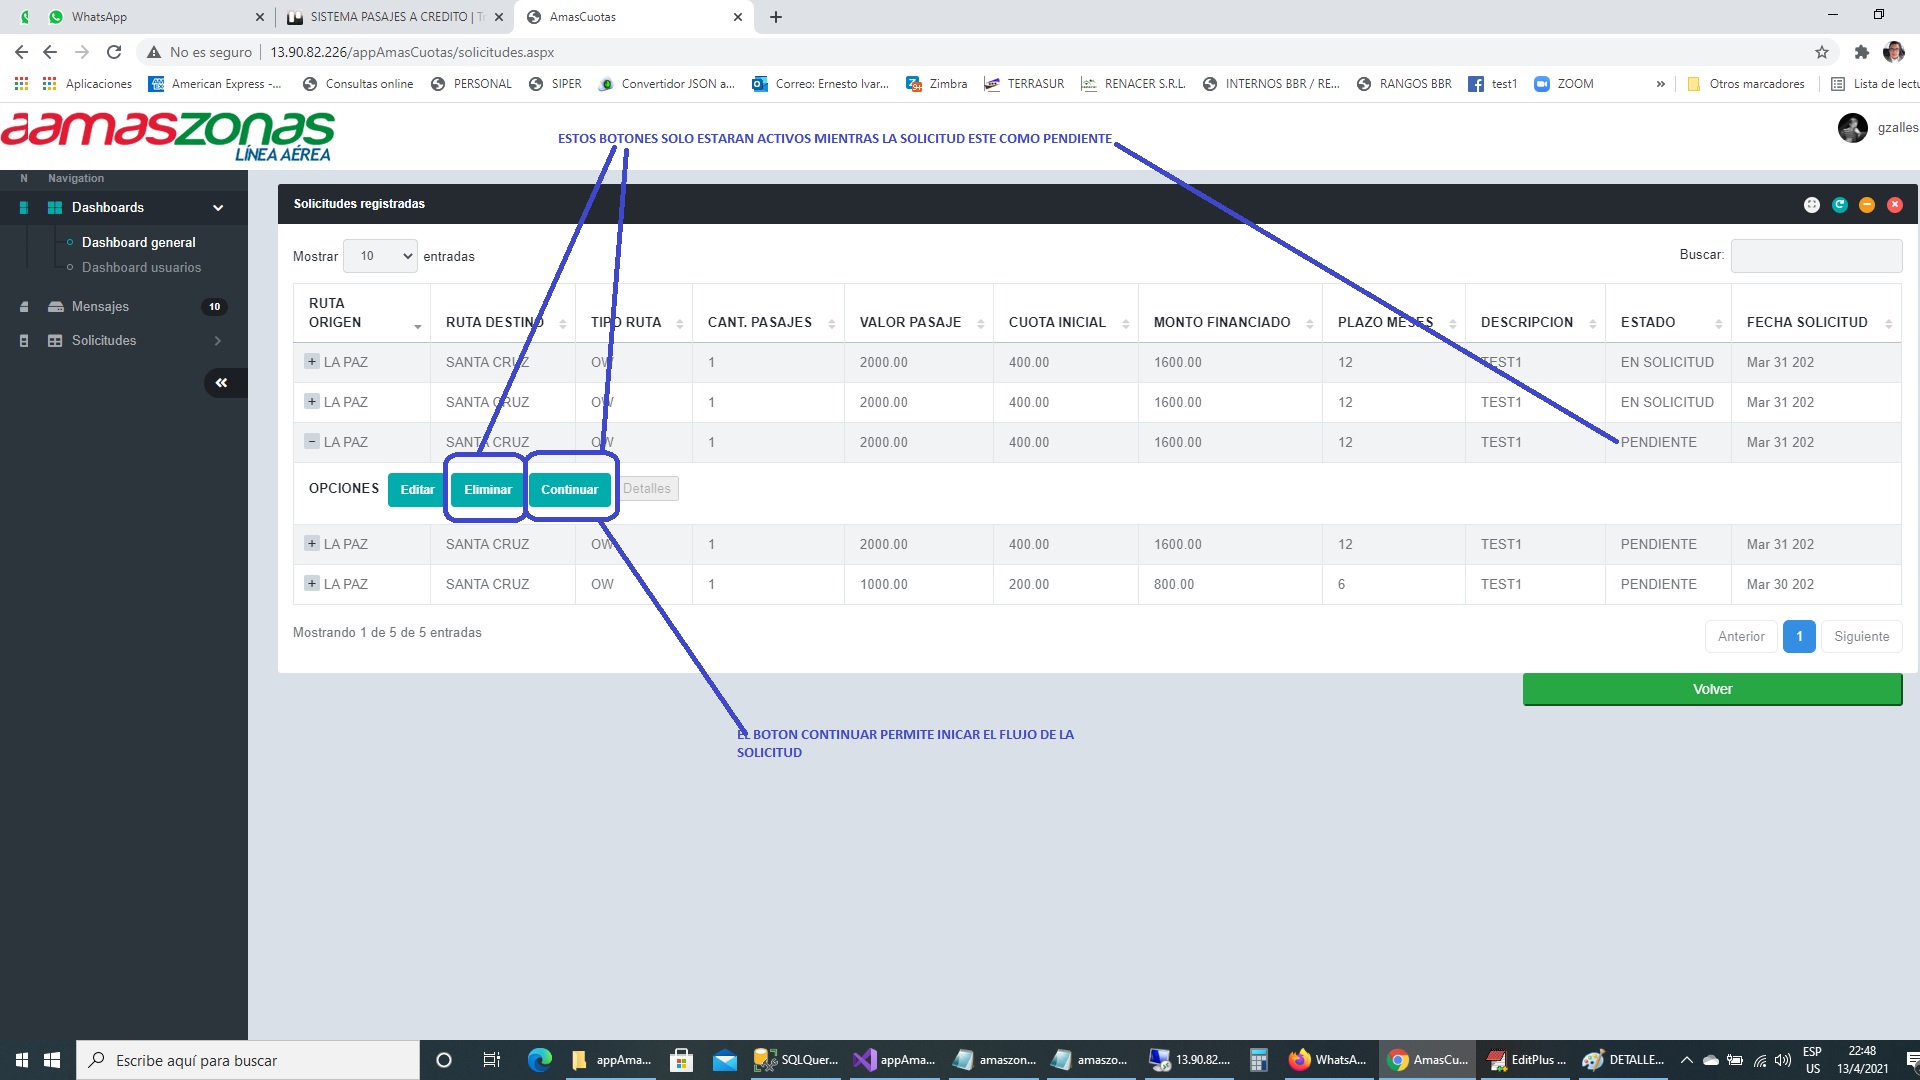 WhatsApp
SISTEMA PASAJES A CREDITO | Tr
AmasCuotas
No es seguro | 13.90.82.226/appAmasCuotas/solicitudes.aspx
Aplicaciones American Express -... Consultas online PERSONAL SIPER Convertidor JSON a... Correo: Ernesto Ivar... Zimbra TERRASUR RENACER S.R.L. INTERNOS BBR / RE... RANGOS BBR test1 ZOOM » Otros marcadores Lista de lectu
aamaszonas
LÍNEA AÉREA
ESTOS BOTONES SOLO ESTARAN ACTIVOS MIENTRAS LA SOLICITUD ESTE COMO PENDIENTE
gzalles
N Navigation
Dashboards
Dashboard general
Dashboard usuarios
Mensajes 10
Solicitudes
Solicitudes registradas
Mostrar 10 entradas
Buscar:
RUTA ORIGEN RUTA DESTINO TIPO RUTA CANT. PASAJES VALOR PASAJE CUOTA INICIAL MONTO FINANCIADO PLAZO MESES DESCRIPCION ESTADO FECHA SOLICITUD
+ LA PAZ SANTA CRUZ OW 1 2000.00 400.00 1600.00 12 TEST1 EN SOLICITUD Mar 31 202
+ LA PAZ SANTA CRUZ OW 1 2000.00 400.00 1600.00 12 TEST1 EN SOLICITUD Mar 31 202
− LA PAZ SANTA CRUZ OW 1 2000.00 400.00 1600.00 12 TEST1 PENDIENTE Mar 31 202
OPCIONES Editar Eliminar Continuar Detalles
+ LA PAZ SANTA CRUZ OW 1 2000.00 400.00 1600.00 12 TEST1 PENDIENTE Mar 31 202
+ LA PAZ SANTA CRUZ OW 1 1000.00 200.00 800.00 6 TEST1 PENDIENTE Mar 30 202
Mostrando 1 de 5 de 5 entradas
Anterior 1 Siguiente
Volver
EL BOTON CONTINUAR PERMITE INICAR EL FLUJO DE LA
SOLICITUD
Escribe aquí para buscar
appAma... SQLQuer... appAma... amazon... amazo... 13.90.82.... WhatsA... AmasCu... EditPlus ... DETALLE...
ESP
US
22:48
13/4/2021